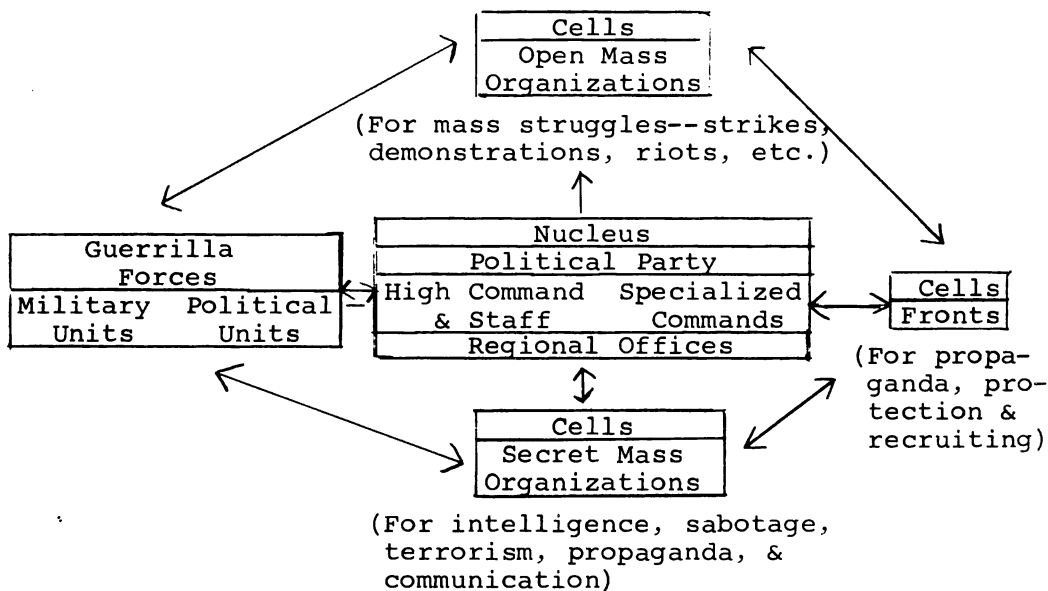 Cells
Open Mass
Organizations
(For mass struggles--strikes,
demonstrations, riots, etc.)
Guerrilla
Forces
Military Political
Units Units
Nucleus
Political Party
High Command Specialized
& Staff Commands
Regional Offices
Cells
Fronts
(For propa-
ganda, pro-
tection &
recruiting)
Cells
Secret Mass
Organizations
(For intelligence, sabotage,
terrorism, propaganda, &
communication)